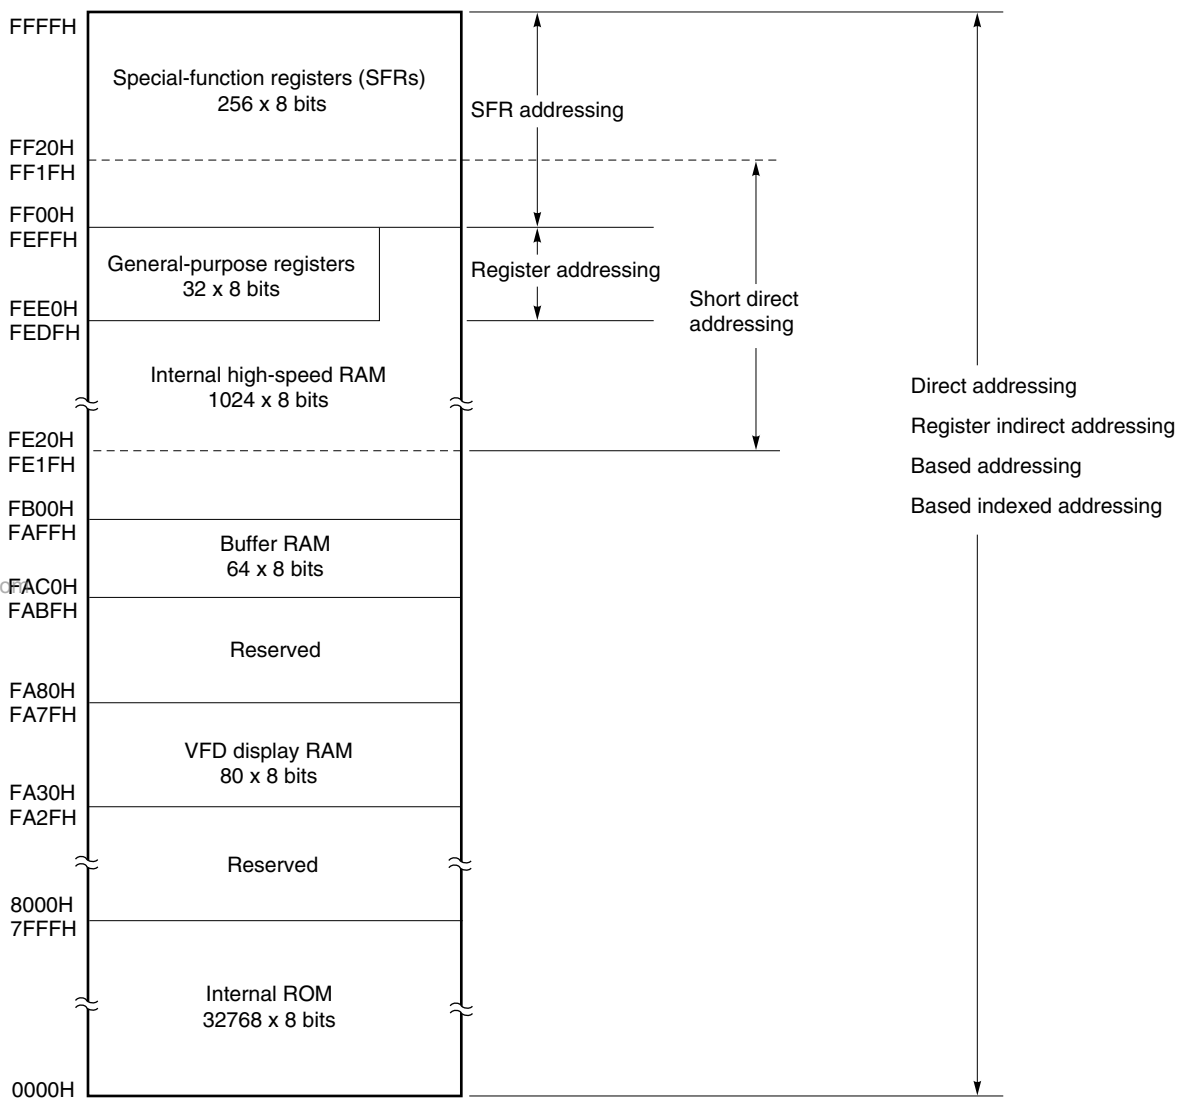 FFFFH
Special-function registers (SFRs)
256 x 8 bits
SFR addressing
FF20H
FF1FH
FF00H
FEFFH
General-purpose registers
32 x 8 bits
Register addressing
Short direct
addressing
FEE0H
FEDFH
Internal high-speed RAM
1024 x 8 bits
Direct addressing
Register indirect addressing
Based addressing
Based indexed addressing
FE20H
FE1FH
FB00H
FAFFH
Buffer RAM
64 x 8 bits
FAC0H
FABFH
Reserved
FA80H
FA7FH
VFD display RAM
80 x 8 bits
FA30H
FA2FH
Reserved
8000H
7FFFH
Internal ROM
32768 x 8 bits
0000H